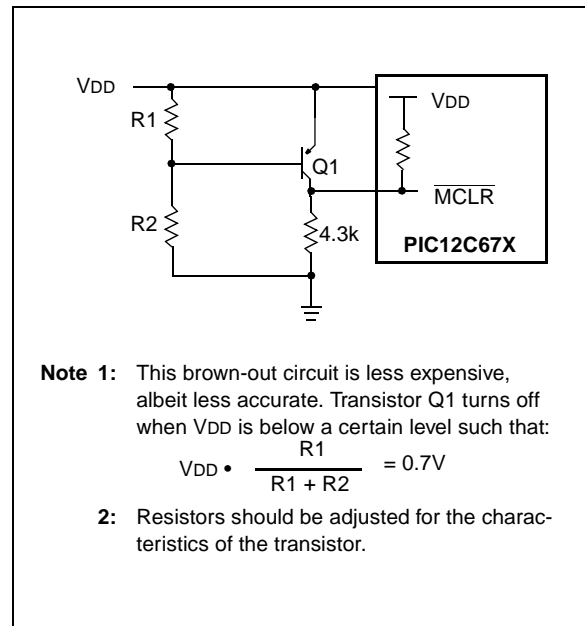 VDD
VDD
R1
Q1
MCLR
R2
4.3k
PIC12C67X
Note 1: This brown-out circuit is less expensive,
albeit less accurate. Transistor Q1 turns off
when VDD is below a certain level such that:
R1
VDD • = 0.7V
R1 + R2
2: Resistors should be adjusted for the charac-
teristics of the transistor.